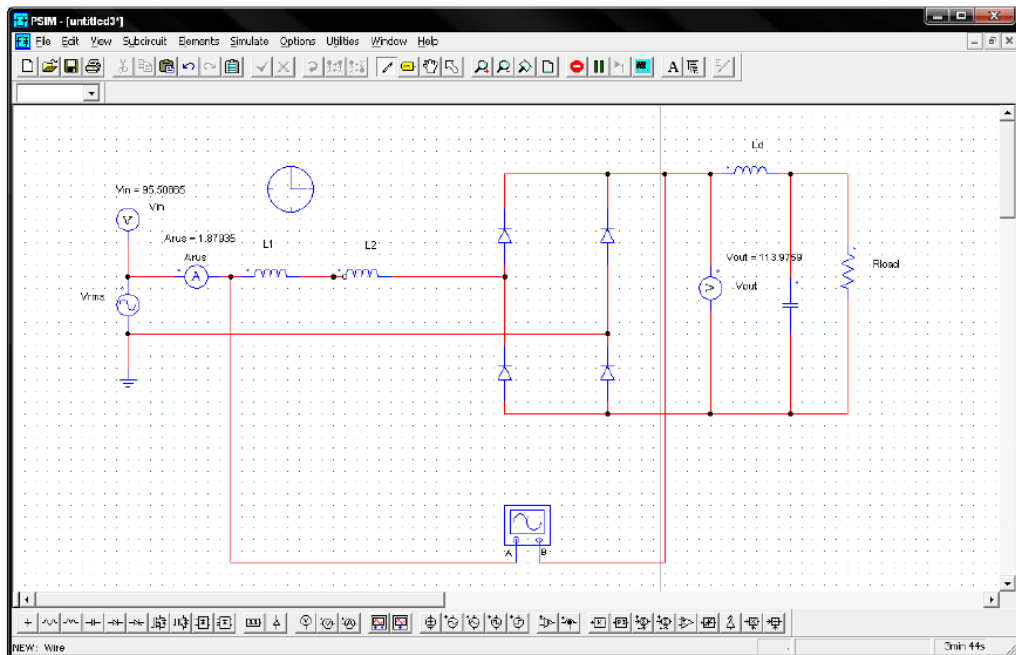 PSIM - [untitled3*]
File Edit View Subcircuit Elements Simulate Options Utilities Window Help
Ld
Vin = 95.50885
Vin
Arus = 1.87935
Arus
L1
L2
Vout = 113.9759
Vout
Rload
V
A
V
Vrms
A
B
NEW: Wire
3min 44s